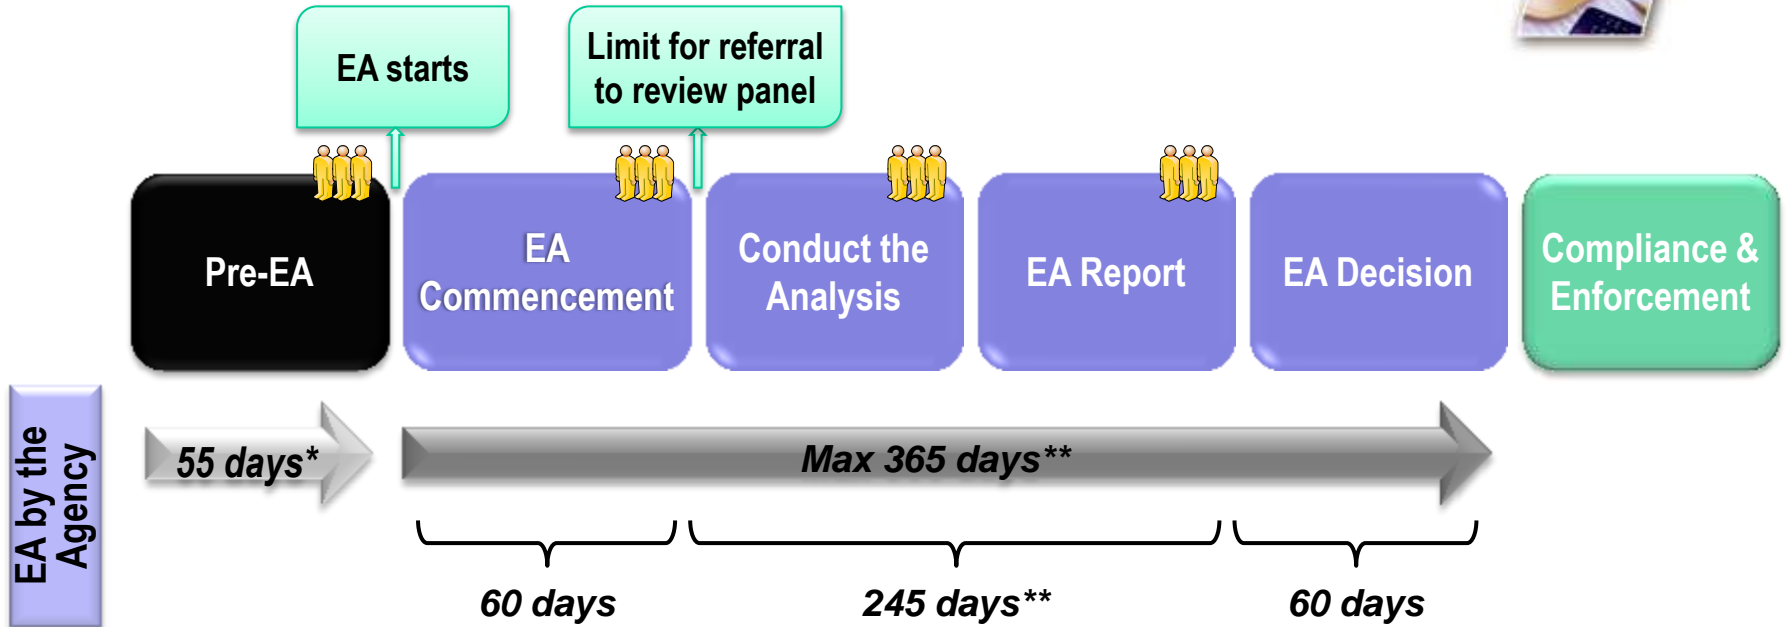 EA starts
Limit for referral
to review panel
Pre-EA
EA
Commencement
Conduct the
Analysis
EA Report
EA Decision
Compliance &
Enforcement
EA by the
Agency
55 days*
Max 365 days**
60 days
245 days**
60 days